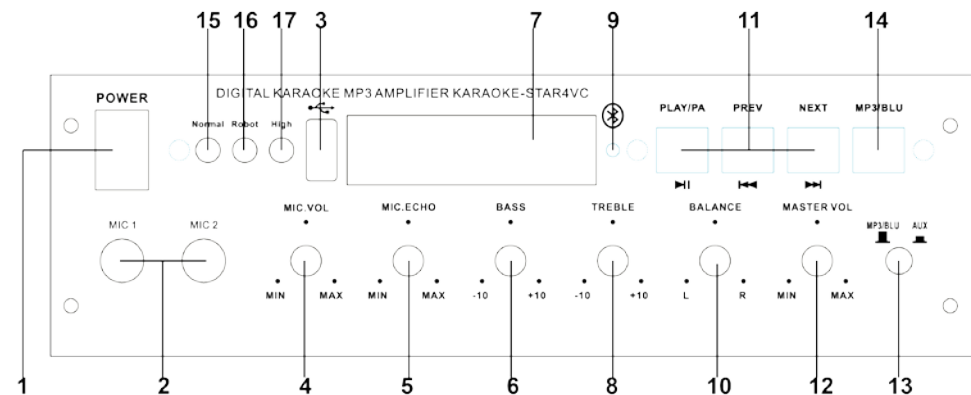 15 16 17 3 7 9 11 14
DIGITAL KARAOKE MP3 AMPLIFIER KARAOKE-STAR4VC
POWER
Normal Robot High
PLAY/PA PREV NEXT MP3/BLU
MIC 1 MIC 2
MIC.VOL MIC.ECHO BASS TREBLE BALANCE MASTER VOL
MP3/BLU AUX
MIN MAX MIN MAX -10 +10 -10 +10 L R MIN MAX
1 2 4 5 6 8 10 12 13